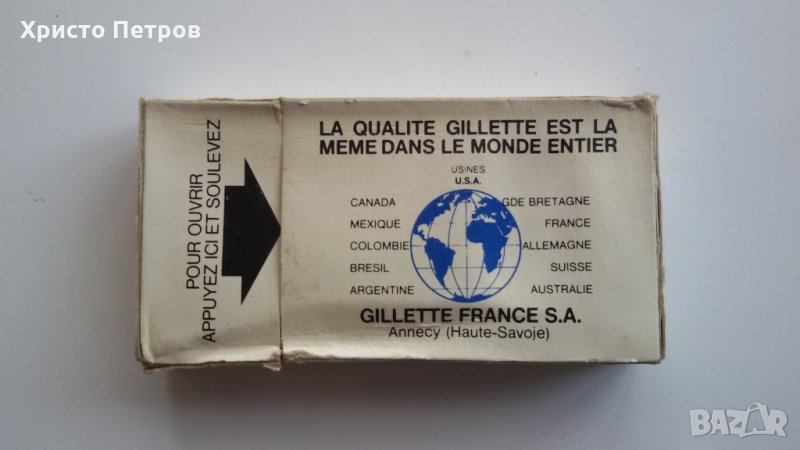 Христо Петров
POUR OUVRIR
APPUYEZ ICI ET SOULEVEZ
LA QUALITE GILLETTE EST LA
MEME DANS LE MONDE ENTIER
USINES
U.S.A.
CANADA GDE BRETAGNE
MEXIQUE FRANCE
COLOMBIE ALLEMAGNE
BRESIL SUISSE
ARGENTINE AUSTRALIE
GILLETTE FRANCE S.A.
Annecy (Haute-Savoie)
BAZAR